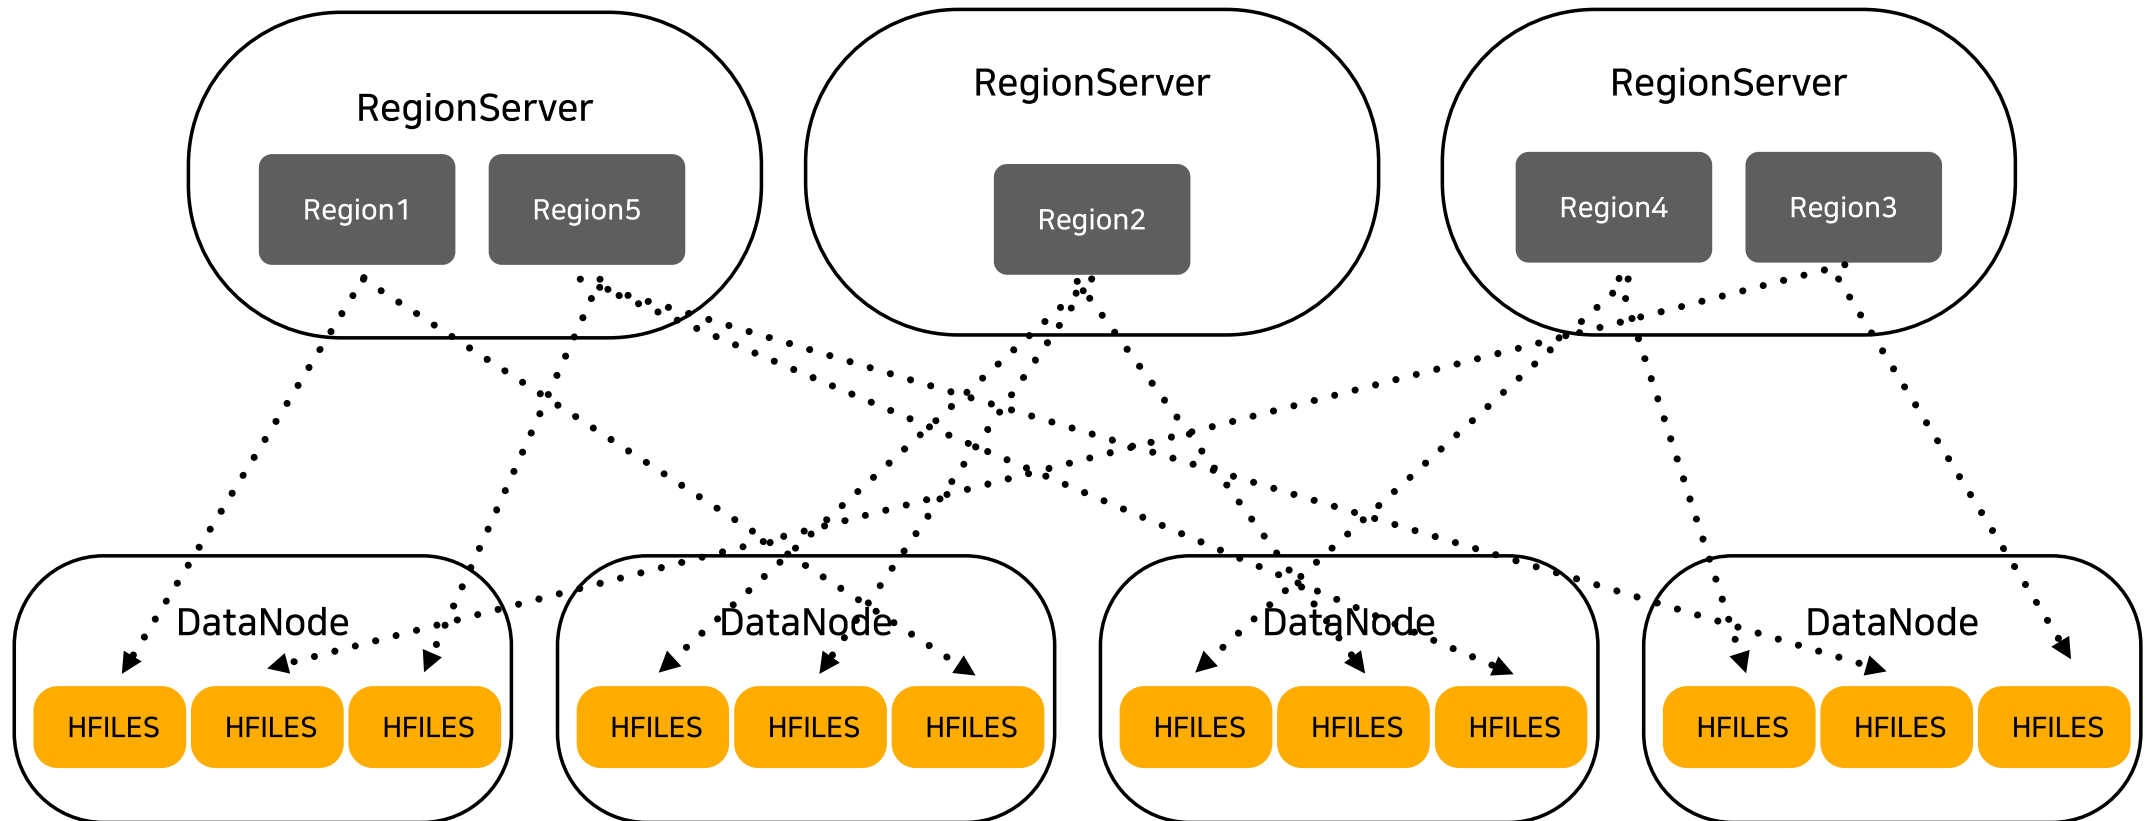 RegionServer
RegionServer
RegionServer
Region1
Region5
Region2
Region4
Region3
DataNode
DataNode
DataNode
DataNode
HFILES
HFILES
HFILES
HFILES
HFILES
HFILES
HFILES
HFILES
HFILES
HFILES
HFILES
HFILES